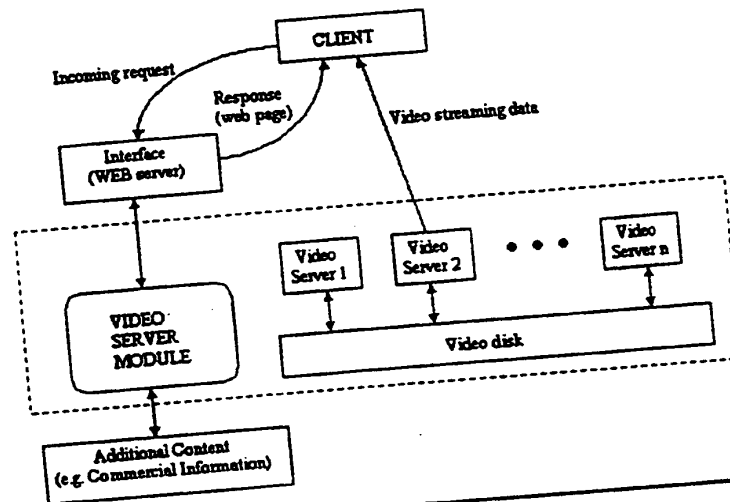 CLIENT
Incoming request
Response
(web page)
Video streaming data
Interface
(WEB server)
Video
Server 1
Video
Server 2
Video
Server n
VIDEO
SERVER
MODULE
Video disk
Additional Content
(e.g. Commercial Information)